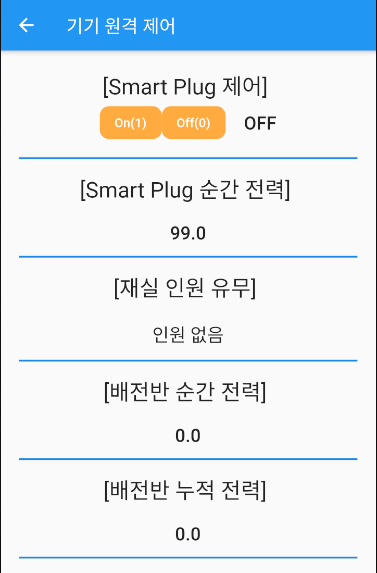 기기 원격 제어
[Smart Plug 제어]
On(1) Off(0) OFF
[Smart Plug 순간 전력]
99.0
[재실 인원 유무]
인원 없음
[배전반 순간 전력]
0.0
[배전반 누적 전력]
0.0